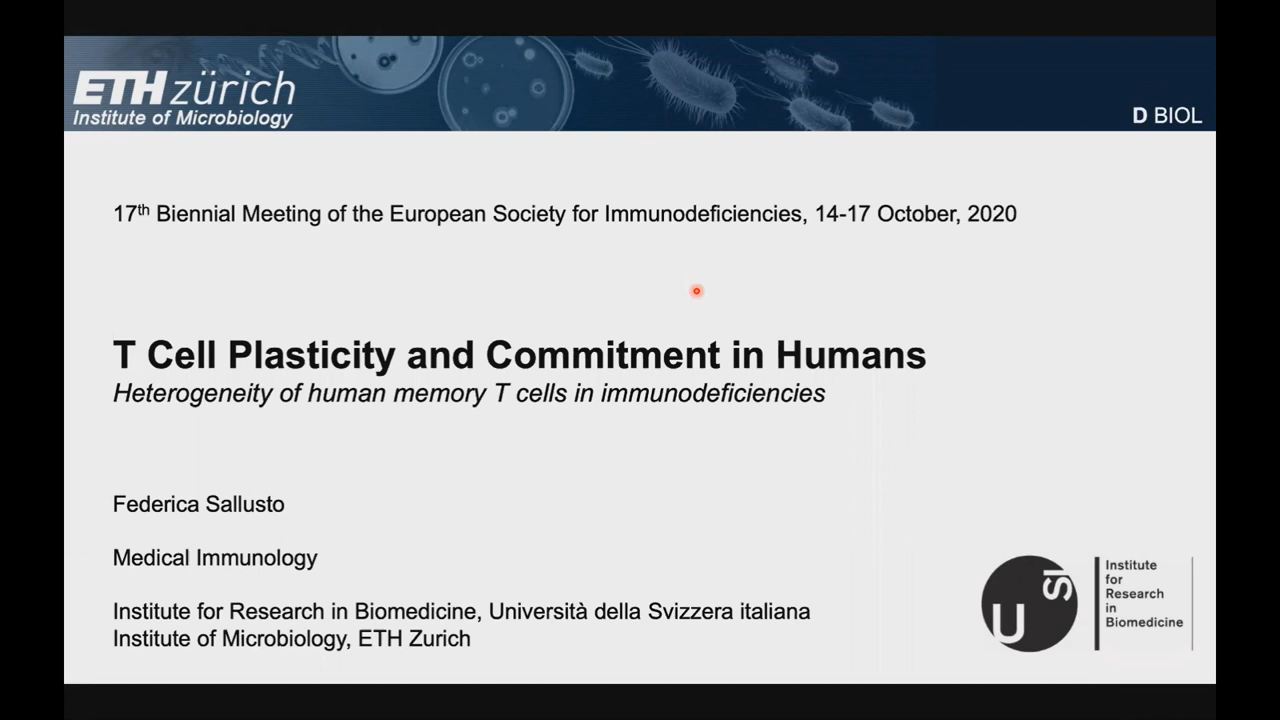 ETH zürich
Institute of Microbiology
D BIOL
17th Biennial Meeting of the European Society for Immunodeficiencies, 14-17 October, 2020
T Cell Plasticity and Commitment in Humans
Heterogeneity of human memory T cells in immunodeficiencies
Federica Sallusto
Medical Immunology
Institute for Research in Biomedicine, Università della Svizzera italiana
Institute of Microbiology, ETH Zurich
U SI
Institute
for
Research
in
Biomedicine